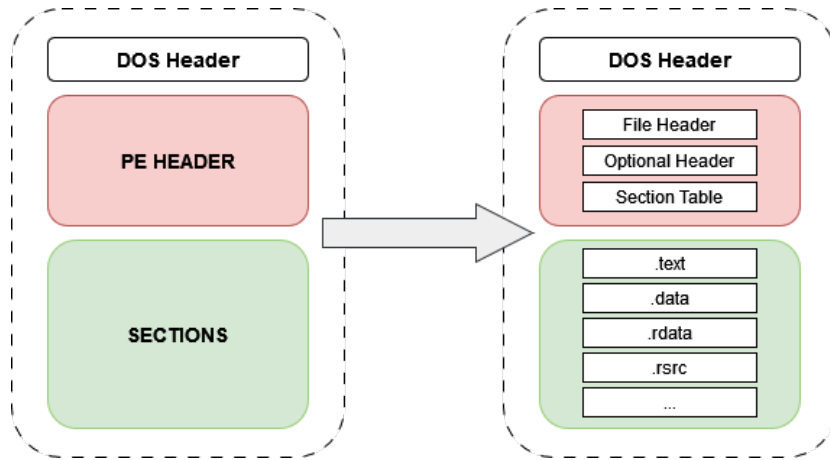 DOS Header
PE HEADER
SECTIONS
DOS Header
File Header
Optional Header
Section Table
.text
.data
.rdata
.rsrc
...